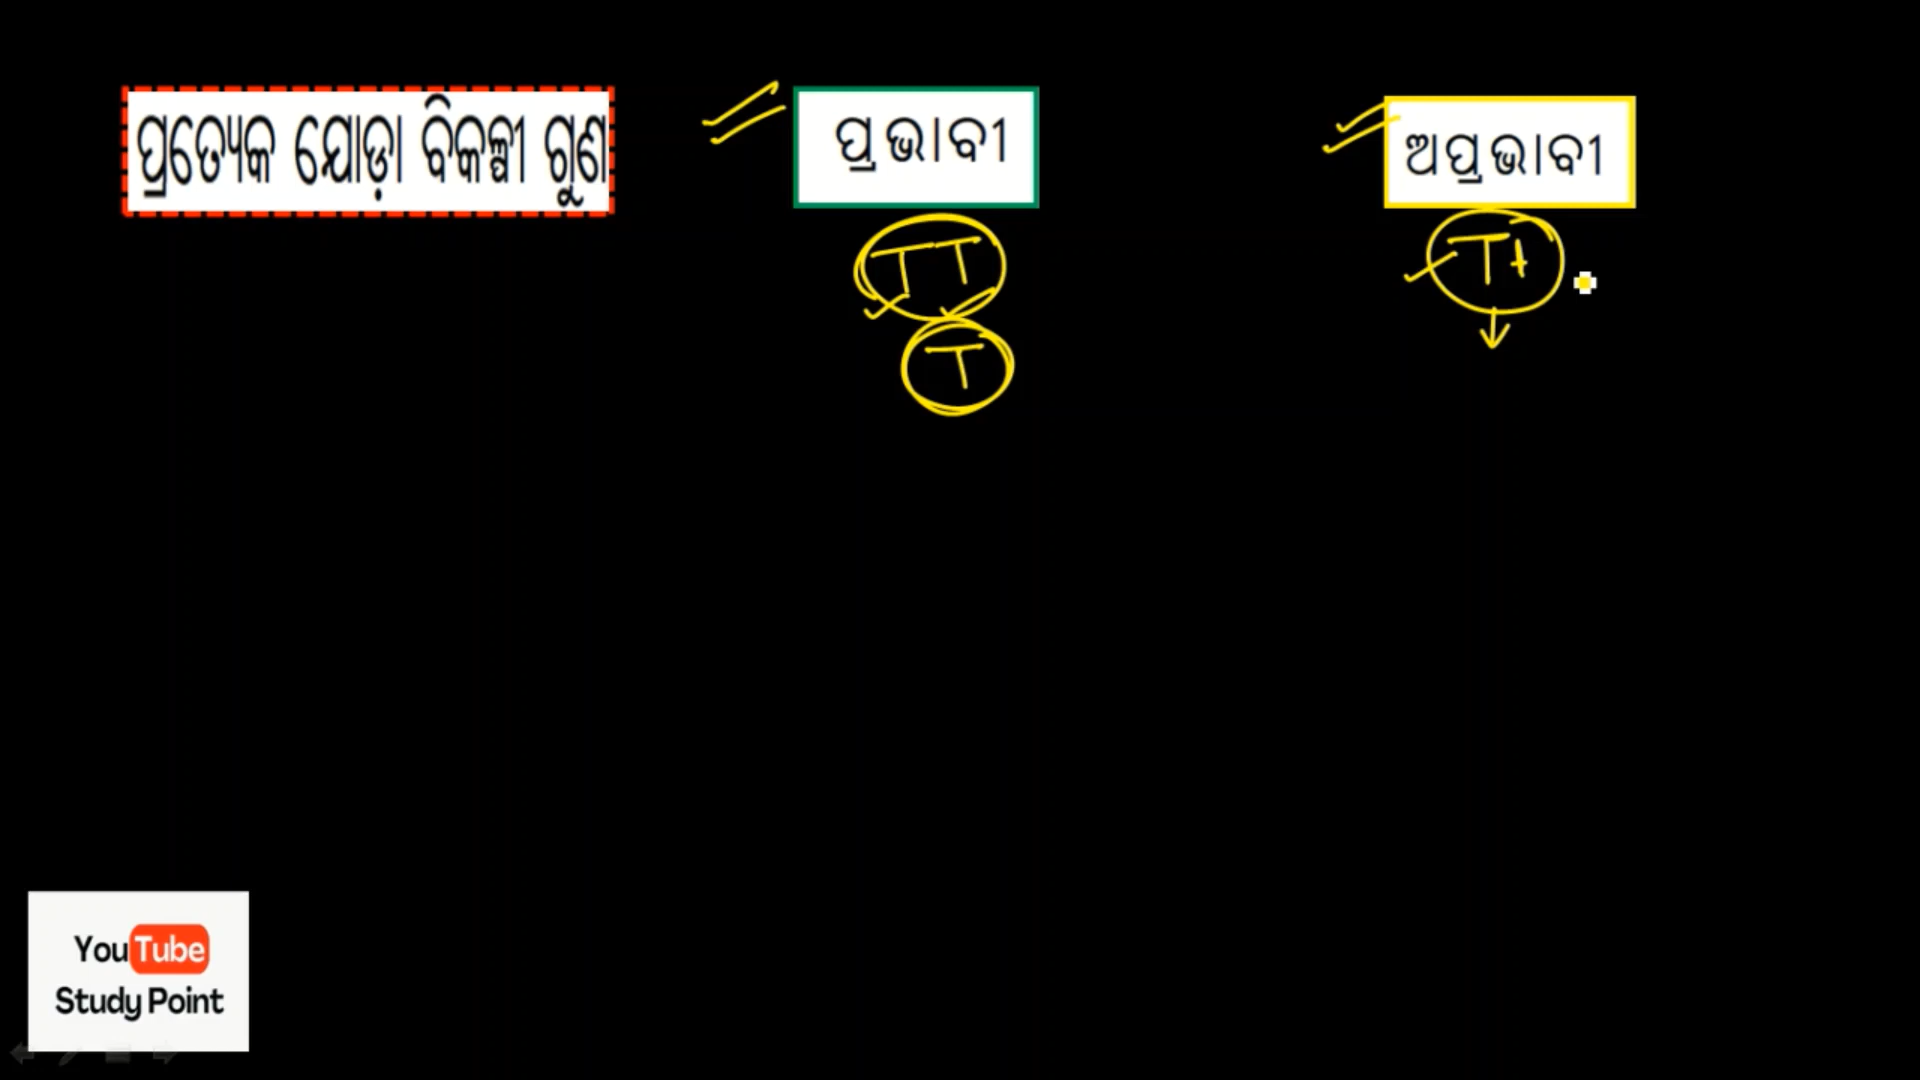 ପ୍ରତ୍ୟେକ ଯୋଡ଼ା ବିକଳ୍ପୀ ଗୁଣ
ପ୍ରଭାବୀ
ଅପ୍ରଭାବୀ
TT
Tt
T
YouTube
Study Point